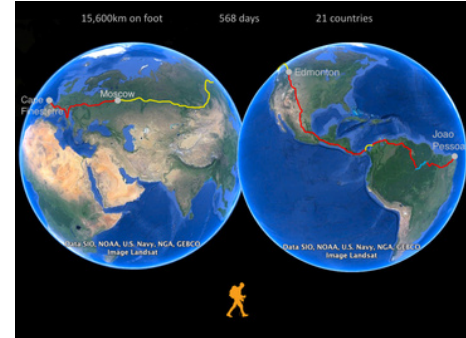 15,600km on foot 568 days 21 countries
Edmonton
Moscow
Cape
Finesterre
Joao
Pessoa
Data SIO, NOAA, U.S. Navy, NGA, GEBCO
Image Landsat
Data SIO, NOAA, U.S. Navy, NGA, GEBCO
Image Landsat